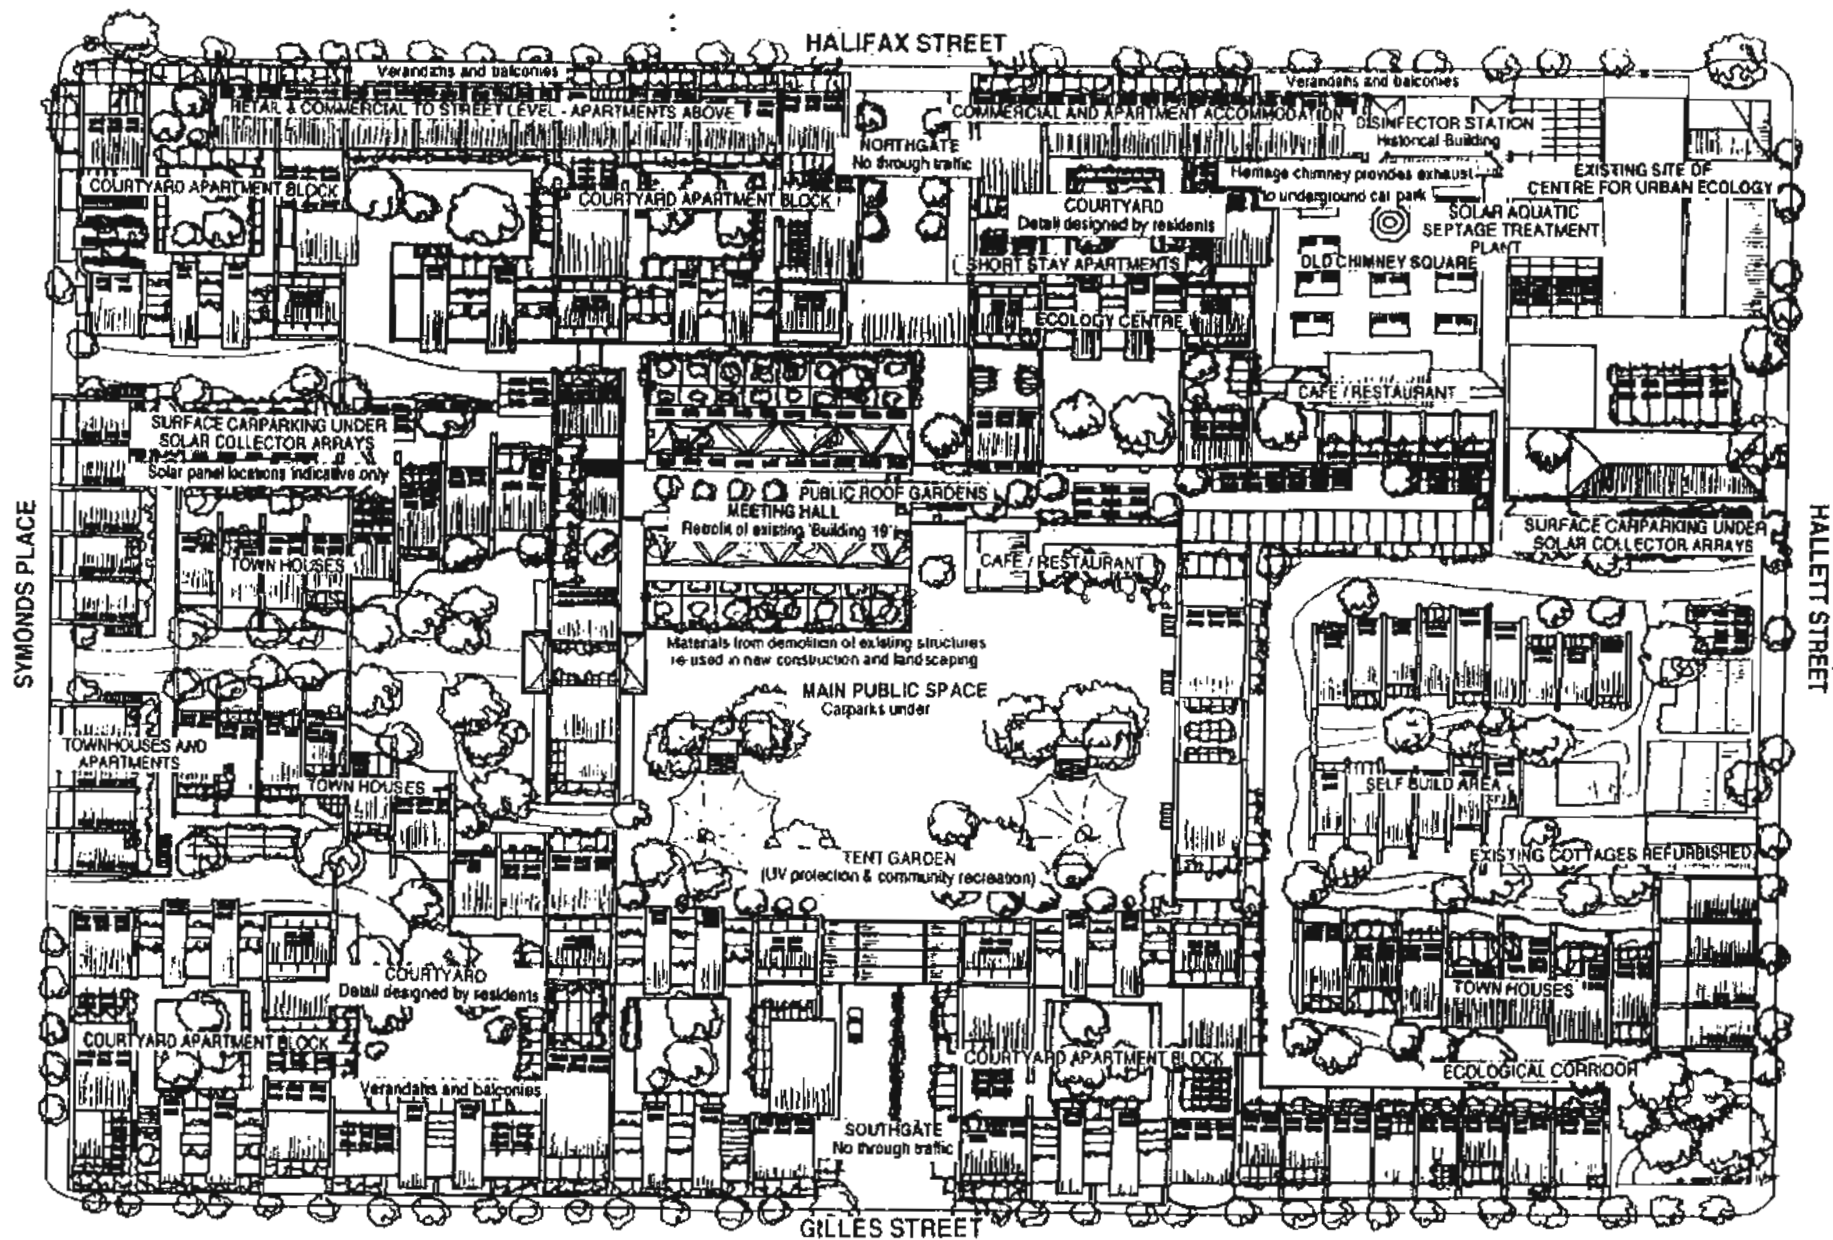 HALIFAX STREET
Verandahs and balconies
RETAIL & COMMERCIAL TO STREET LEVEL - APARTMENTS ABOVE
Verandahs and balconies
COMMERCIAL AND APARTMENT ACCOMMODATION
DISINFECTOR STATION
Historical Building
NORTHGATE
No through traffic
COURTYARD APARTMENT BLOCK
COURTYARD APARTMENT BLOCK
Heritage chimney provides exhaust
to underground car park
EXISTING SITE OF
CENTRE FOR URBAN ECOLOGY
COURTYARD
Detail designed by residents
SOLAR AQUATIC
SEPTAGE TREATMENT
PLANT
SHORT STAY APARTMENTS
OLD CHIMNEY SQUARE
ECOLOGY CENTRE
CAFE / RESTAURANT
SURFACE CARPARKING UNDER
SOLAR COLLECTOR ARRAYS
Solar panel locations indicative only
PUBLIC ROOF GARDENS
MEETING HALL
Retrofit of existing 'Building 19'
SURFACE CARPARKING UNDER
SOLAR COLLECTOR ARRAYS
TOWN HOUSES
CAFE / RESTAURANT
SYMONDS PLACE
HALLETT STREET
Materials from demolition of existing structures
re-used in new construction and landscaping
MAIN PUBLIC SPACE
Carparks under
TOWNHOUSES AND
APARTMENTS
TOWN HOUSES
SELF BUILD AREA
TENT GARDEN
(UV protection & community recreation)
EXISTING COTTAGES REFURBISHED
COURTYARD
Detail designed by residents
TOWN HOUSES
COURTYARD APARTMENT BLOCK
COURTYARD APARTMENT BLOCK
ECOLOGICAL CORRIDOR
Verandahs and balconies
SOUTHGATE
No through traffic
GILLES STREET